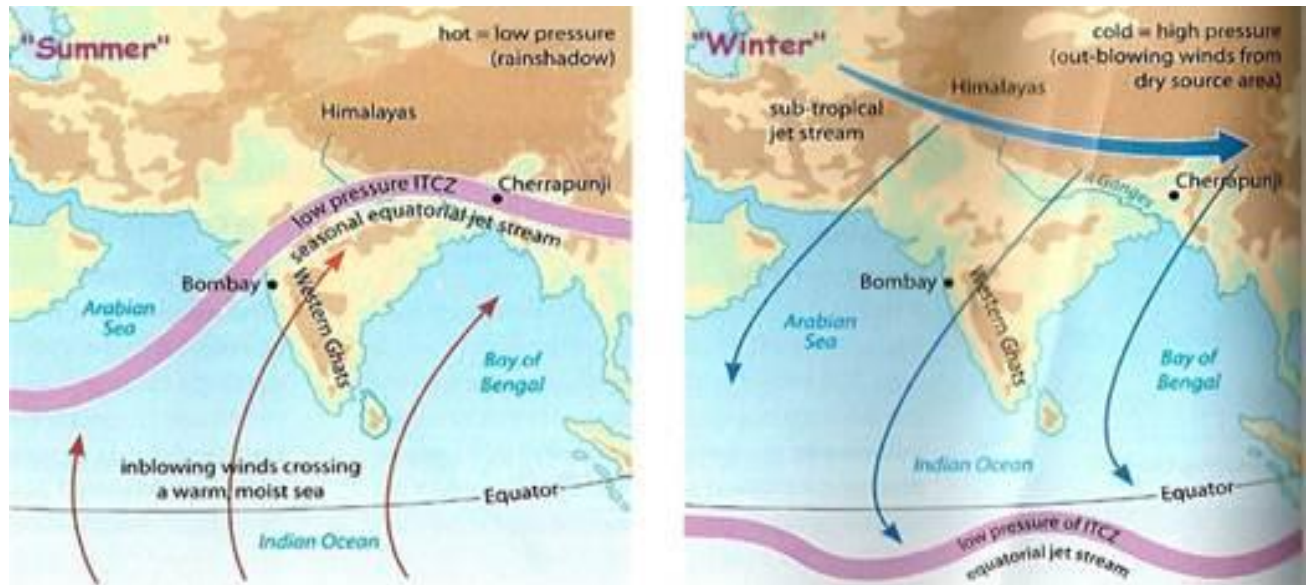 "Summer"
hot = low pressure
(rainshadow)
Himalayas
low pressure ITCZ
Cherrapunji
seasonal equatorial jet stream
Bombay
Western Ghats
Arabian
Sea
Bay of
Bengal
inblowing winds crossing
a warm, moist sea
Equator
Indian Ocean
"Winter"
cold = high pressure
(out-blowing winds from
dry source area)
Himalayas
sub-tropical
jet stream
R Ganges
Cherrapunji
Bombay
Western Ghats
Arabian
Sea
Bay of
Bengal
Indian Ocean
Equator
low pressure of ITCZ
equatorial jet stream